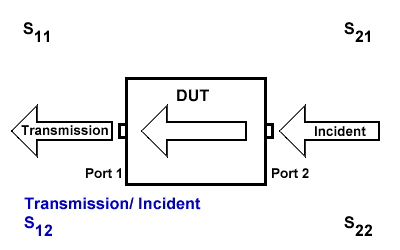 S11 S21
DUT
Transmission Incident
Port 1 Port 2
Transmission/ Incident
S12 S22